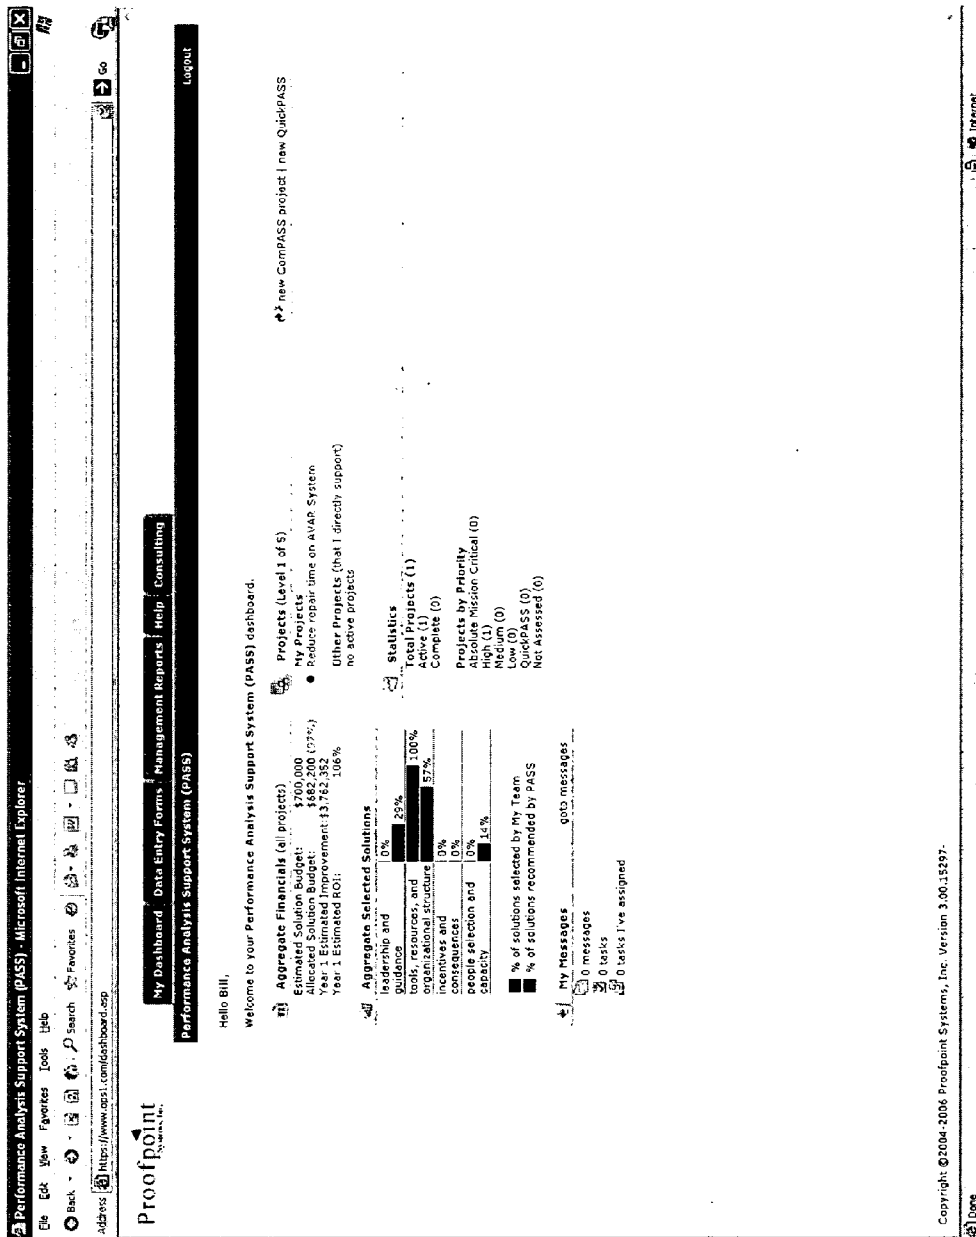 Performance Analysis Support System (PASS) - Microsoft Internet Explorer
File Edit View Favorites Tools Help
Back Search Favorites
Address https://www.ops1.com/dashboard.asp Go
Proofpoint
Systems Inc.
My Dashboard Data Entry Forms Management Reports Help Consulting
Performance Analysis Support System (PASS) Logout
Hello Bill,
Welcome to your Performance Analysis Support System (PASS) dashboard.
new ComPASS project | new QuickPASS
Aggregate Financials (all projects)
Estimated Solution Budget: $700,000
Allocated Solution Budget: $682,200 (97%)
Year 1 Estimated Improvement: $3,762,352
Year 1 Estimated ROI: 106%
Projects (Level 1 of 5)
My Projects
• Reduce repair time on AVAR System
Other Projects (that I directly support)
no active projects
Aggregate Selected Solutions
leadership and guidance 0% 29%
tools, resources, and organizational structure 100% 57%
incentives and consequences 0% 0%
people selection and capacity 0% 14%
% of solutions selected by My Team
% of solutions recommended by PASS
Statistics
Total Projects (1)
Active (1)
Complete (0)
Projects by Priority
Absolute Mission Critical (0)
High (1)
Medium (0)
Low (0)
QuickPASS (0)
Not Assessed (0)
My Messages goto messages
0 messages
0 tasks
0 tasks I've assigned
Copyright ©2004-2006 Proofpoint Systems, Inc. Version 3.00.15297-
Done Internet